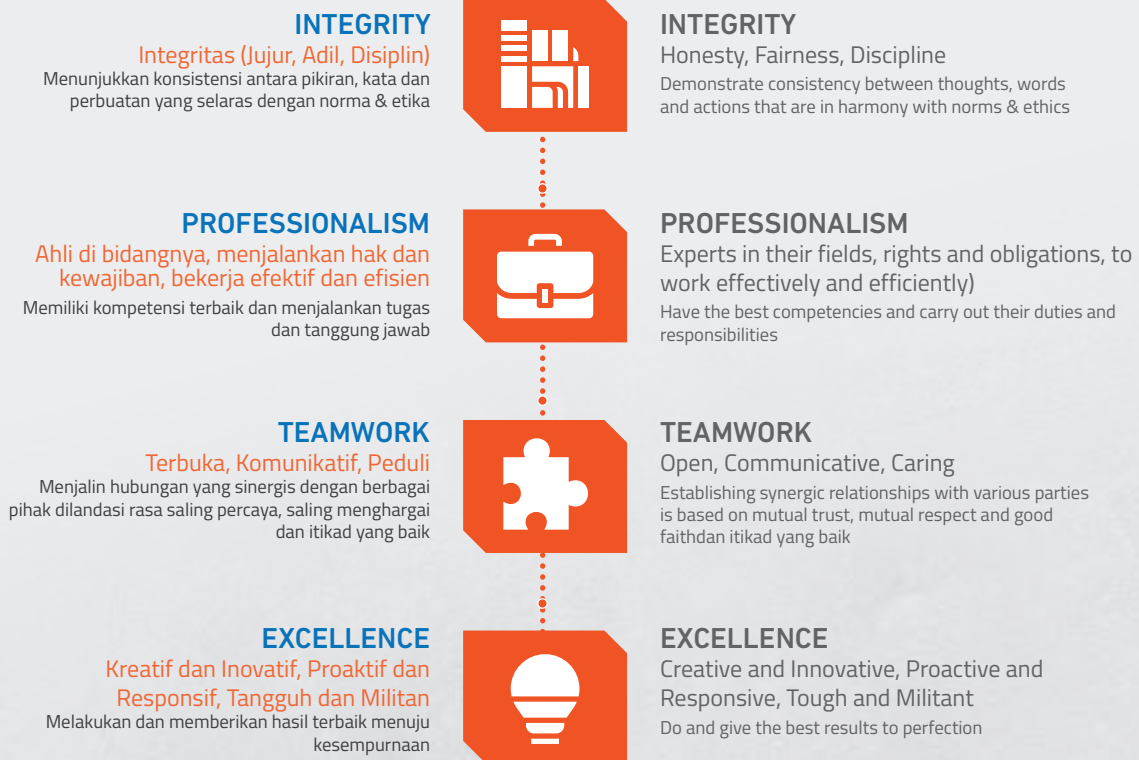 INTEGRITY
Integritas (Jujur, Adil, Disiplin)
Menunjukkan konsistensi antara pikiran, kata dan
perbuatan yang selaras dengan norma & etika
INTEGRITY
Honesty, Fairness, Discipline
Demonstrate consistency between thoughts, words
and actions that are in harmony with norms & ethics
PROFESSIONALISM
Ahli di bidangnya, menjalankan hak dan
kewajiban, bekerja efektif dan efisien
Memiliki kompetensi terbaik dan menjalankan tugas
dan tanggung jawab
PROFESSIONALISM
Experts in their fields, rights and obligations, to
work effectively and efficiently)
Have the best competencies and carry out their duties and
responsibilities
TEAMWORK
Terbuka, Komunikatif, Peduli
Menjalin hubungan yang sinergis dengan berbagai
pihak dilandasi rasa saling percaya, saling menghargai
dan itikad yang baik
TEAMWORK
Open, Communicative, Caring
Establishing synergic relationships with various parties
is based on mutual trust, mutual respect and good
faithdan itikad yang baik
EXCELLENCE
Kreatif dan Inovatif, Proaktif dan
Responsif, Tangguh dan Militan
Melakukan dan memberikan hasil terbaik menuju
kesempurnaan
EXCELLENCE
Creative and Innovative, Proactive and
Responsive, Tough and Militant
Do and give the best results to perfection